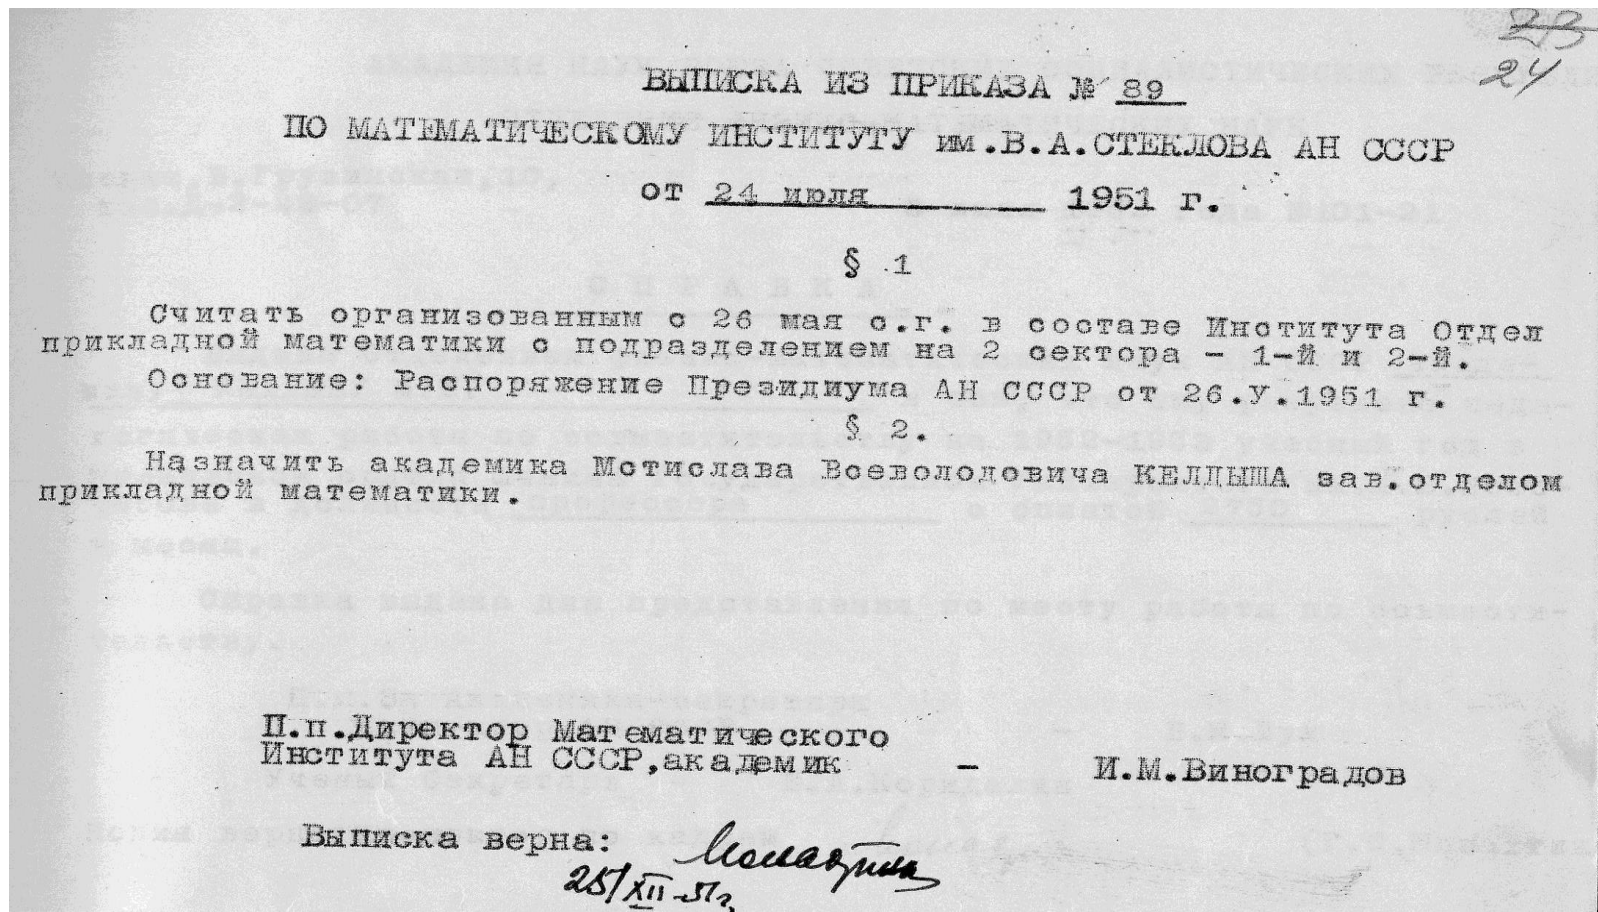 23
24
ВЫПИСКА ИЗ ПРИКАЗА № 89
ПО МАТЕМАТИЧЕСКОМУ ИНСТИТУТУ им.В.А.СТЕКЛОВА АН СССР
от 24 июля 1951 г.
§ 1
Считать организованным с 26 мая с.г. в составе Института Отдел
прикладной математики с подразделением на 2 сектора - 1-й и 2-й.
Основание: Распоряжение Президиума АН СССР от 26.У.1951 г.
§ 2.
Назначить академика Мстислава Всеволодовича КЕЛДЫША зав.отделом
прикладной математики.
П.п.Директор Математического
Института АН СССР,академик - И.М.Виноградов
Выписка верна:
25/XII-51г.